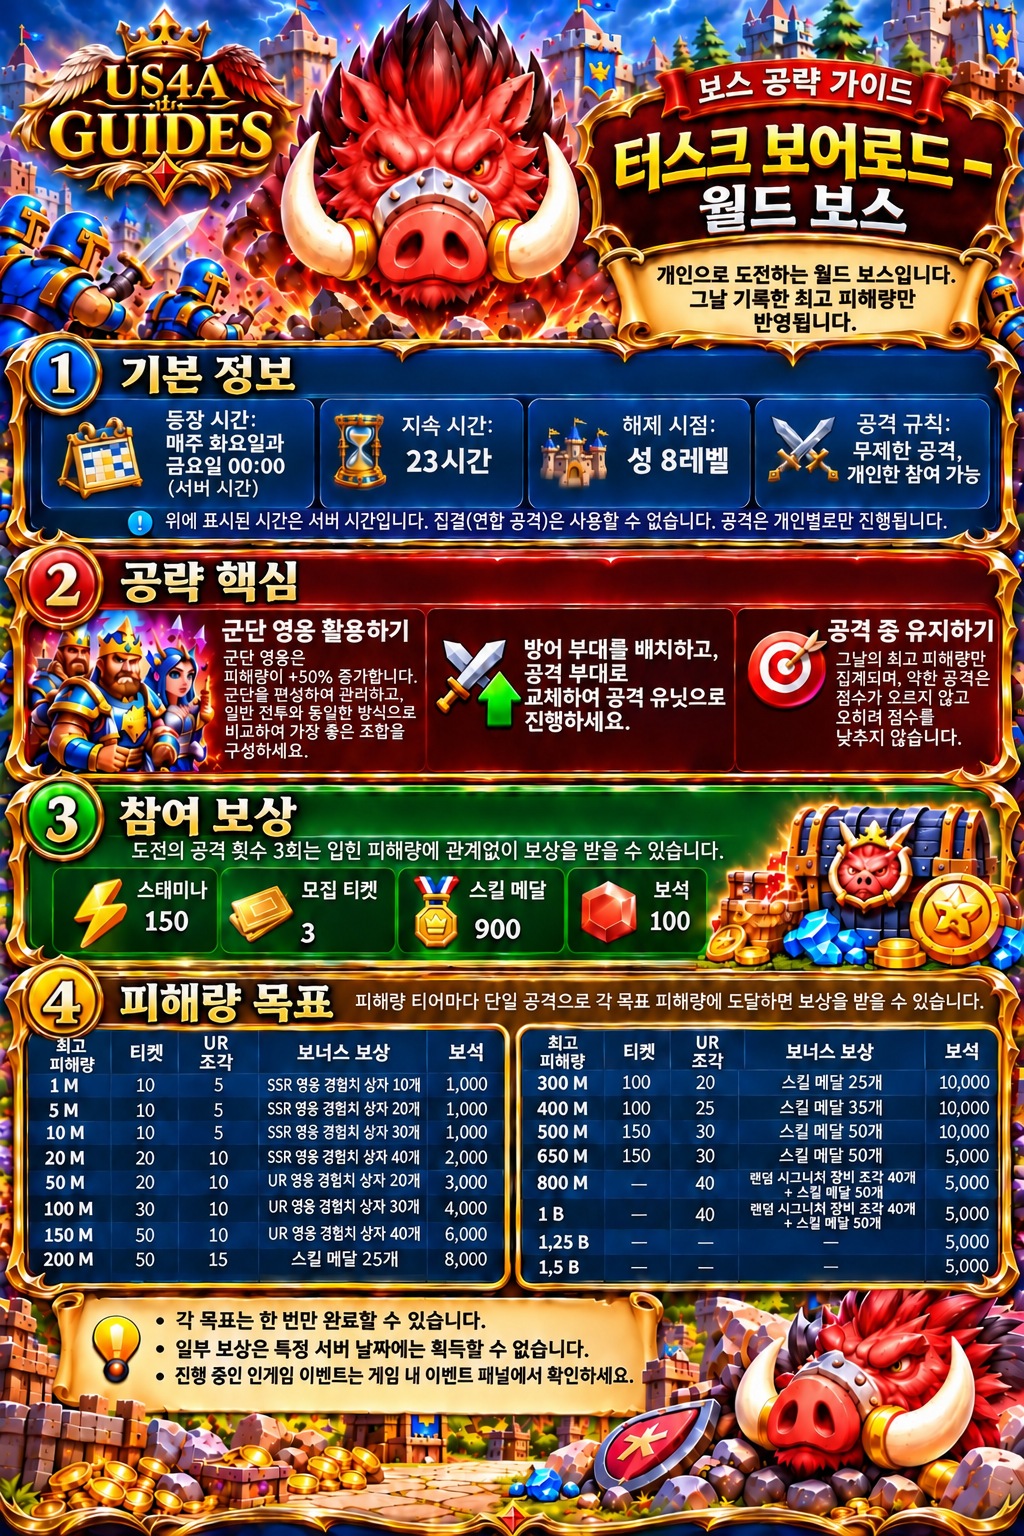 US4A
GUIDES
보스 공략 가이드
터스크 보어로드 –
월드 보스
개인으로 도전하는 월드 보스입니다.
그날 기록한 최고 피해량만
반영됩니다.
1 기본 정보
등장 시간:
매주 화요일과
금요일 00:00
(서버 시간)
지속 시간:
23시간
해제 시점:
성 8레벨
공격 규칙:
무제한 공격,
개인한 참여 가능
! 위에 표시된 시간은 서버 시간입니다. 집결(연합 공격)은 사용할 수 없습니다. 공격은 개인별로만 진행됩니다.
2 공략 핵심
군단 영웅 활용하기
군단 영웅은
피해량이 +50% 증가합니다.
군단을 편성하여 관리하고,
일반 전투와 동일한 방식으로
비교하여 가장 좋은 조합을
구성하세요.
방어 부대를 배치하고,
공격 부대로
교체하여 공격 유닛으로
진행하세요.
공격 중 유지하기
그날의 최고 피해량만
집계되며, 약한 공격은
점수가 오르지 않고
오히려 점수를
낮추지 않습니다.
3 참여 보상
도전의 공격 횟수 3회는 입힌 피해량에 관계없이 보상을 받을 수 있습니다.
스태미나
150
모집 티켓
3
스킬 메달
900
보석
100
4 피해량 목표
피해량 티어마다 단일 공격으로 각 목표 피해량에 도달하면 보상을 받을 수 있습니다.
최고 피해량 티켓 UR 조각 보너스 보상 보석
1 M 10 5 SSR 영웅 경험치 상자 10개 1,000
5 M 10 5 SSR 영웅 경험치 상자 20개 1,000
10 M 10 5 SSR 영웅 경험치 상자 30개 1,000
20 M 20 10 SSR 영웅 경험치 상자 40개 2,000
50 M 20 10 UR 영웅 경험치 상자 20개 3,000
100 M 30 10 UR 영웅 경험치 상자 30개 4,000
150 M 50 10 UR 영웅 경험치 상자 40개 6,000
200 M 50 15 스킬 메달 25개 8,000
최고 피해량 티켓 UR 조각 보너스 보상 보석
300 M 100 20 스킬 메달 25개 10,000
400 M 100 25 스킬 메달 35개 10,000
500 M 150 30 스킬 메달 50개 10,000
650 M 150 30 스킬 메달 50개 5,000
800 M — 40 랜덤 시그니처 장비 조각 40개 + 스킬 메달 50개 5,000
1 B — 40 랜덤 시그니처 장비 조각 40개 + 스킬 메달 50개 5,000
1,25 B — — — 5,000
1,5 B — — — 5,000
• 각 목표는 한 번만 완료할 수 있습니다.
• 일부 보상은 특정 서버 날짜에는 획득할 수 없습니다.
• 진행 중인 인게임 이벤트는 게임 내 이벤트 패널에서 확인하세요.